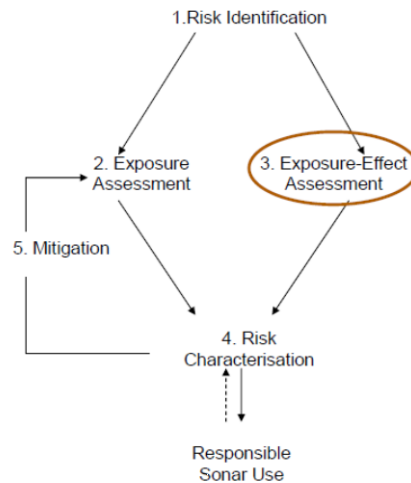 1.Risk Identification
2. Exposure
Assessment
3. Exposure-Effect
Assessment
5. Mitigation
4. Risk
Characterisation
Responsible
Sonar Use